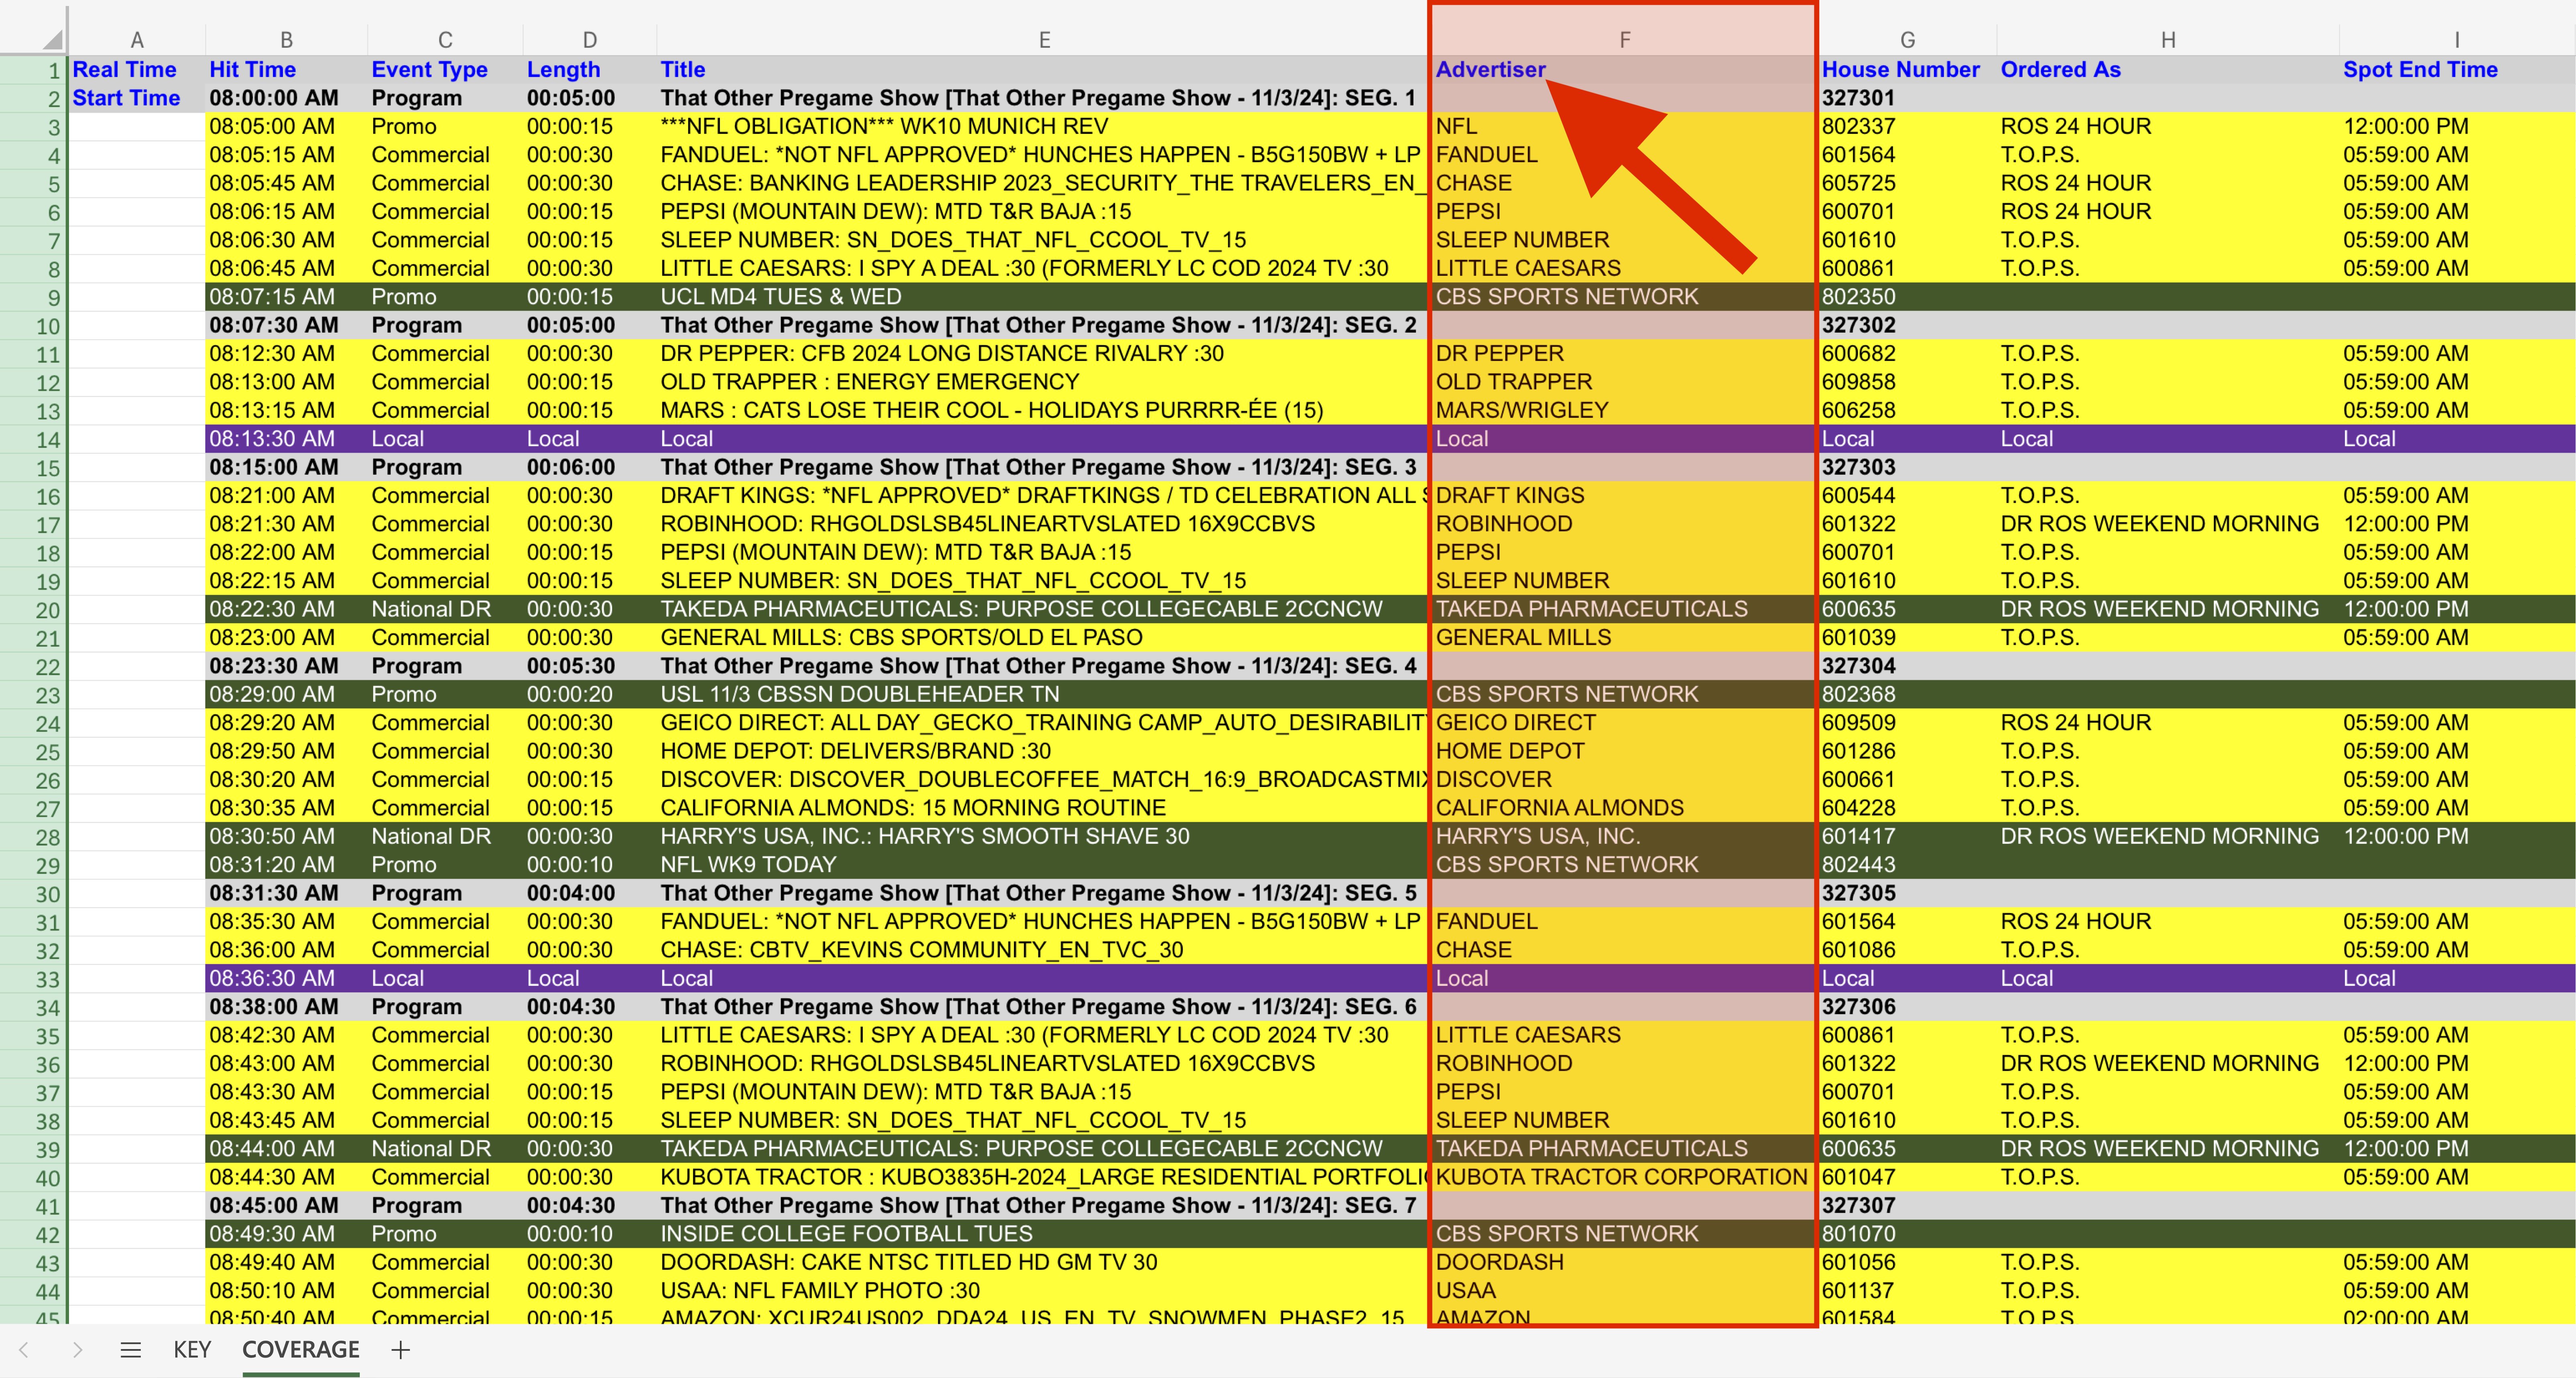 A B C D E F G H I
1 Real Time Hit Time Event Type Length Title Advertiser House Number Ordered As Spot End Time
2 Start Time 08:00:00 AM Program 00:05:00 That Other Pregame Show [That Other Pregame Show - 11/3/24]: SEG. 1 327301
3 08:05:00 AM Promo 00:00:15 ***NFL OBLIGATION*** WK10 MUNICH REV NFL 802337 ROS 24 HOUR 12:00:00 PM
4 08:05:15 AM Commercial 00:00:30 FANDUEL: *NOT NFL APPROVED* HUNCHES HAPPEN - B5G150BW + LP FANDUEL 601564 T.O.P.S. 05:59:00 AM
5 08:05:45 AM Commercial 00:00:30 CHASE: BANKING LEADERSHIP 2023_SECURITY_THE TRAVELERS_EN_ CHASE 605725 ROS 24 HOUR 05:59:00 AM
6 08:06:15 AM Commercial 00:00:15 PEPSI (MOUNTAIN DEW): MTD T&R BAJA :15 PEPSI 600701 ROS 24 HOUR 05:59:00 AM
7 08:06:30 AM Commercial 00:00:15 SLEEP NUMBER: SN_DOES_THAT_NFL_CCOOL_TV_15 SLEEP NUMBER 601610 T.O.P.S. 05:59:00 AM
8 08:06:45 AM Commercial 00:00:30 LITTLE CAESARS: I SPY A DEAL :30 (FORMERLY LC COD 2024 TV :30 LITTLE CAESARS 600861 T.O.P.S. 05:59:00 AM
9 08:07:15 AM Promo 00:00:15 UCL MD4 TUES & WED CBS SPORTS NETWORK 802350
10 08:07:30 AM Program 00:05:00 That Other Pregame Show [That Other Pregame Show - 11/3/24]: SEG. 2 327302
11 08:12:30 AM Commercial 00:00:30 DR PEPPER: CFB 2024 LONG DISTANCE RIVALRY :30 DR PEPPER 600682 T.O.P.S. 05:59:00 AM
12 08:13:00 AM Commercial 00:00:15 OLD TRAPPER : ENERGY EMERGENCY OLD TRAPPER 609858 T.O.P.S. 05:59:00 AM
13 08:13:15 AM Commercial 00:00:15 MARS : CATS LOSE THEIR COOL - HOLIDAYS PURRRR-ÉE (15) MARS/WRIGLEY 606258 T.O.P.S. 05:59:00 AM
14 08:13:30 AM Local Local Local Local Local Local Local
15 08:15:00 AM Program 00:06:00 That Other Pregame Show [That Other Pregame Show - 11/3/24]: SEG. 3 327303
16 08:21:00 AM Commercial 00:00:30 DRAFT KINGS: *NFL APPROVED* DRAFTKINGS / TD CELEBRATION ALL DRAFT KINGS 600544 T.O.P.S. 05:59:00 AM
17 08:21:30 AM Commercial 00:00:30 ROBINHOOD: RHGOLDSLSB45LINEARTVSLATED 16X9CCBVS ROBINHOOD 601322 DR ROS WEEKEND MORNING 12:00:00 PM
18 08:22:00 AM Commercial 00:00:15 PEPSI (MOUNTAIN DEW): MTD T&R BAJA :15 PEPSI 600701 T.O.P.S. 05:59:00 AM
19 08:22:15 AM Commercial 00:00:15 SLEEP NUMBER: SN_DOES_THAT_NFL_CCOOL_TV_15 SLEEP NUMBER 601610 T.O.P.S. 05:59:00 AM
20 08:22:30 AM National DR 00:00:30 TAKEDA PHARMACEUTICALS: PURPOSE COLLEGECABLE 2CCNCW TAKEDA PHARMACEUTICALS 600635 DR ROS WEEKEND MORNING 12:00:00 PM
21 08:23:00 AM Commercial 00:00:30 GENERAL MILLS: CBS SPORTS/OLD EL PASO GENERAL MILLS 601039 T.O.P.S. 05:59:00 AM
22 08:23:30 AM Program 00:05:30 That Other Pregame Show [That Other Pregame Show - 11/3/24]: SEG. 4 327304
23 08:29:00 AM Promo 00:00:20 USL 11/3 CBSSN DOUBLEHEADER TN CBS SPORTS NETWORK 802368
24 08:29:20 AM Commercial 00:00:30 GEICO DIRECT: ALL DAY_GECKO_TRAINING CAMP_AUTO_DESIRABILIT GEICO DIRECT 609509 ROS 24 HOUR 05:59:00 AM
25 08:29:50 AM Commercial 00:00:30 HOME DEPOT: DELIVERS/BRAND :30 HOME DEPOT 601286 T.O.P.S. 05:59:00 AM
26 08:30:20 AM Commercial 00:00:15 DISCOVER: DISCOVER_DOUBLECOFFEE_MATCH_16:9_BROADCASTMIX DISCOVER 600661 T.O.P.S. 05:59:00 AM
27 08:30:35 AM Commercial 00:00:15 CALIFORNIA ALMONDS: 15 MORNING ROUTINE CALIFORNIA ALMONDS 604228 T.O.P.S. 05:59:00 AM
28 08:30:50 AM National DR 00:00:30 HARRY'S USA, INC.: HARRY'S SMOOTH SHAVE 30 HARRY'S USA, INC. 601417 DR ROS WEEKEND MORNING 12:00:00 PM
29 08:31:20 AM Promo 00:00:10 NFL WK9 TODAY CBS SPORTS NETWORK 802443
30 08:31:30 AM Program 00:04:00 That Other Pregame Show [That Other Pregame Show - 11/3/24]: SEG. 5 327305
31 08:35:30 AM Commercial 00:00:30 FANDUEL: *NOT NFL APPROVED* HUNCHES HAPPEN - B5G150BW + LP FANDUEL 601564 ROS 24 HOUR 05:59:00 AM
32 08:36:00 AM Commercial 00:00:30 CHASE: CBTV_KEVINS COMMUNITY_EN_TVC_30 CHASE 601086 T.O.P.S. 05:59:00 AM
33 08:36:30 AM Local Local Local Local Local Local Local
34 08:38:00 AM Program 00:04:30 That Other Pregame Show [That Other Pregame Show - 11/3/24]: SEG. 6 327306
35 08:42:30 AM Commercial 00:00:30 LITTLE CAESARS: I SPY A DEAL :30 (FORMERLY LC COD 2024 TV :30 LITTLE CAESARS 600861 T.O.P.S. 05:59:00 AM
36 08:43:00 AM Commercial 00:00:30 ROBINHOOD: RHGOLDSLSB45LINEARTVSLATED 16X9CCBVS ROBINHOOD 601322 DR ROS WEEKEND MORNING 12:00:00 PM
37 08:43:30 AM Commercial 00:00:15 PEPSI (MOUNTAIN DEW): MTD T&R BAJA :15 PEPSI 600701 T.O.P.S. 05:59:00 AM
38 08:43:45 AM Commercial 00:00:15 SLEEP NUMBER: SN_DOES_THAT_NFL_CCOOL_TV_15 SLEEP NUMBER 601610 T.O.P.S. 05:59:00 AM
39 08:44:00 AM National DR 00:00:30 TAKEDA PHARMACEUTICALS: PURPOSE COLLEGECABLE 2CCNCW TAKEDA PHARMACEUTICALS 600635 DR ROS WEEKEND MORNING 12:00:00 PM
40 08:44:30 AM Commercial 00:00:30 KUBOTA TRACTOR : KUBO3835H-2024_LARGE RESIDENTIAL PORTFOLI KUBOTA TRACTOR CORPORATION 601047 T.O.P.S. 05:59:00 AM
41 08:45:00 AM Program 00:04:30 That Other Pregame Show [That Other Pregame Show - 11/3/24]: SEG. 7 327307
42 08:49:30 AM Promo 00:00:10 INSIDE COLLEGE FOOTBALL TUES CBS SPORTS NETWORK 801070
43 08:49:40 AM Commercial 00:00:30 DOORDASH: CAKE NTSC TITLED HD GM TV 30 DOORDASH 601056 T.O.P.S. 05:59:00 AM
44 08:50:10 AM Commercial 00:00:30 USAA: NFL FAMILY PHOTO :30 USAA 601137 T.O.P.S. 05:59:00 AM
45 08:50:40 AM Commercial 00:00:15 AMAZON: XCUR24US002_DDA24_US_EN_TV_SNOWMEN_PHASE2_15 AMAZON 601584 T.O.P.S. 02:00:00 AM
KEY COVERAGE